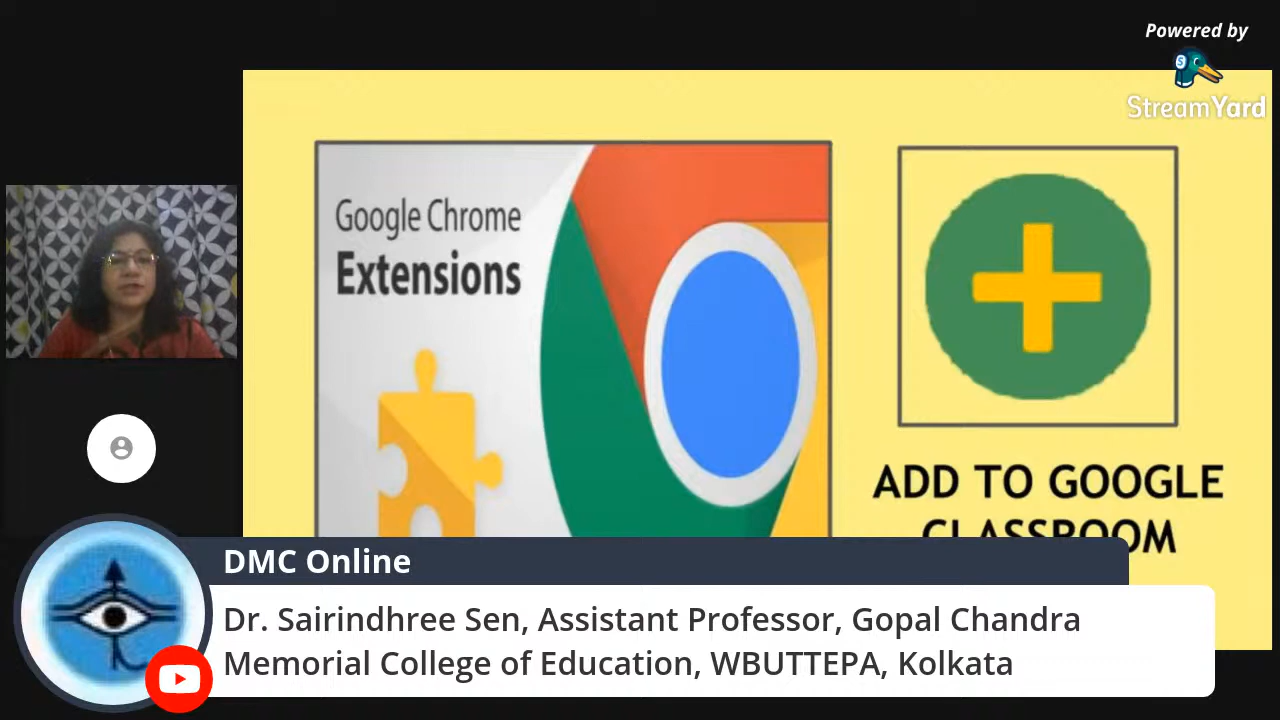 Powered by
StreamYard
Google Chrome
Extensions
ADD TO GOOGLE
CLASSROOM
DMC Online
Dr. Sairindhree Sen, Assistant Professor, Gopal Chandra
Memorial College of Education, WBUTTEPA, Kolkata